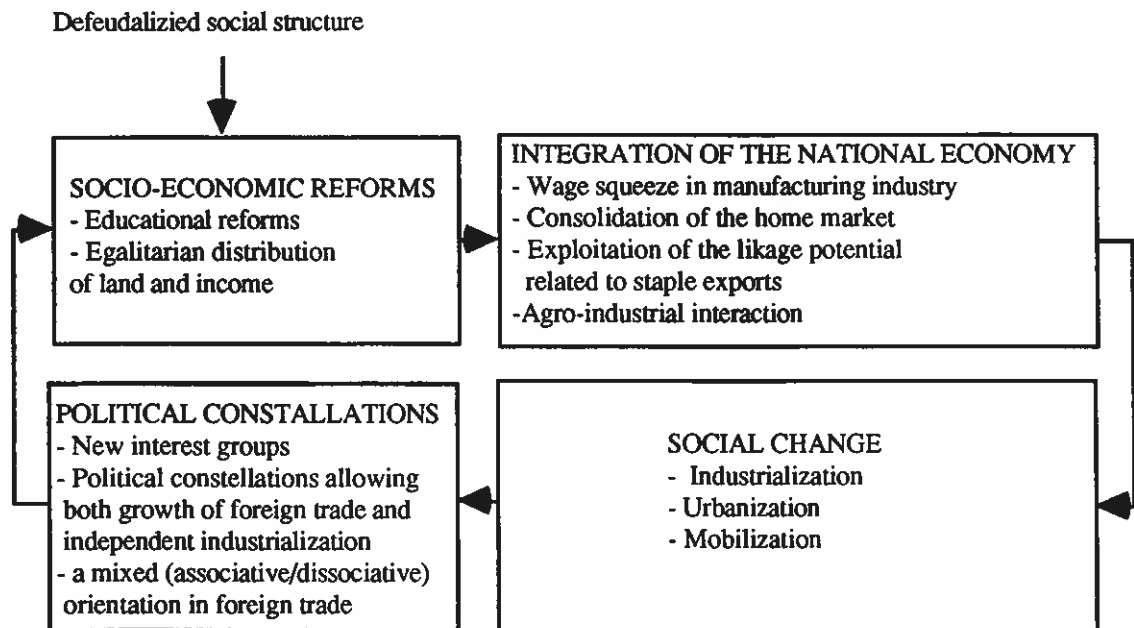 Defeudalizied social structure
SOCIO-ECONOMIC REFORMS
- Educational reforms
- Egalitarian distribution
of land and income
INTEGRATION OF THE NATIONAL ECONOMY
- Wage squeeze in manufacturing industry
- Consolidation of the home market
- Exploitation of the likage potential
related to staple exports
-Agro-industrial interaction
POLITICAL CONSTALLATIONS
- New interest groups
- Political constellations allowing
both growth of foreign trade and
independent industrialization
- a mixed (associative/dissociative)
orientation in foreign trade
SOCIAL CHANGE
- Industrialization
- Urbanization
- Mobilization